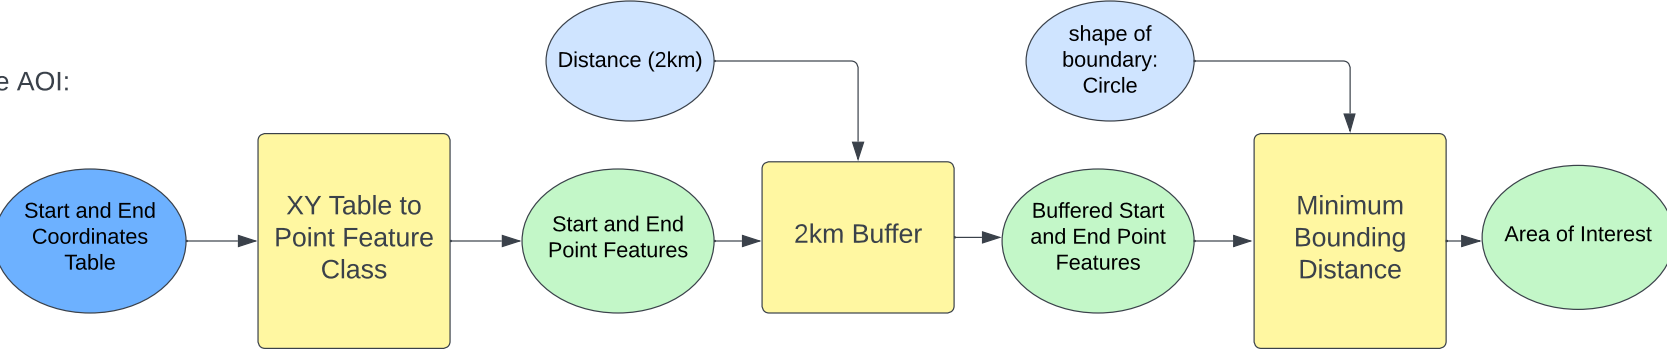 e AOI:
Distance (2km)
shape of
boundary:
Circle
Start and End
Coordinates
Table
XY Table to
Point Feature
Class
Start and End
Point Features
2km Buffer
Buffered Start
and End Point
Features
Minimum
Bounding
Distance
Area of Interest